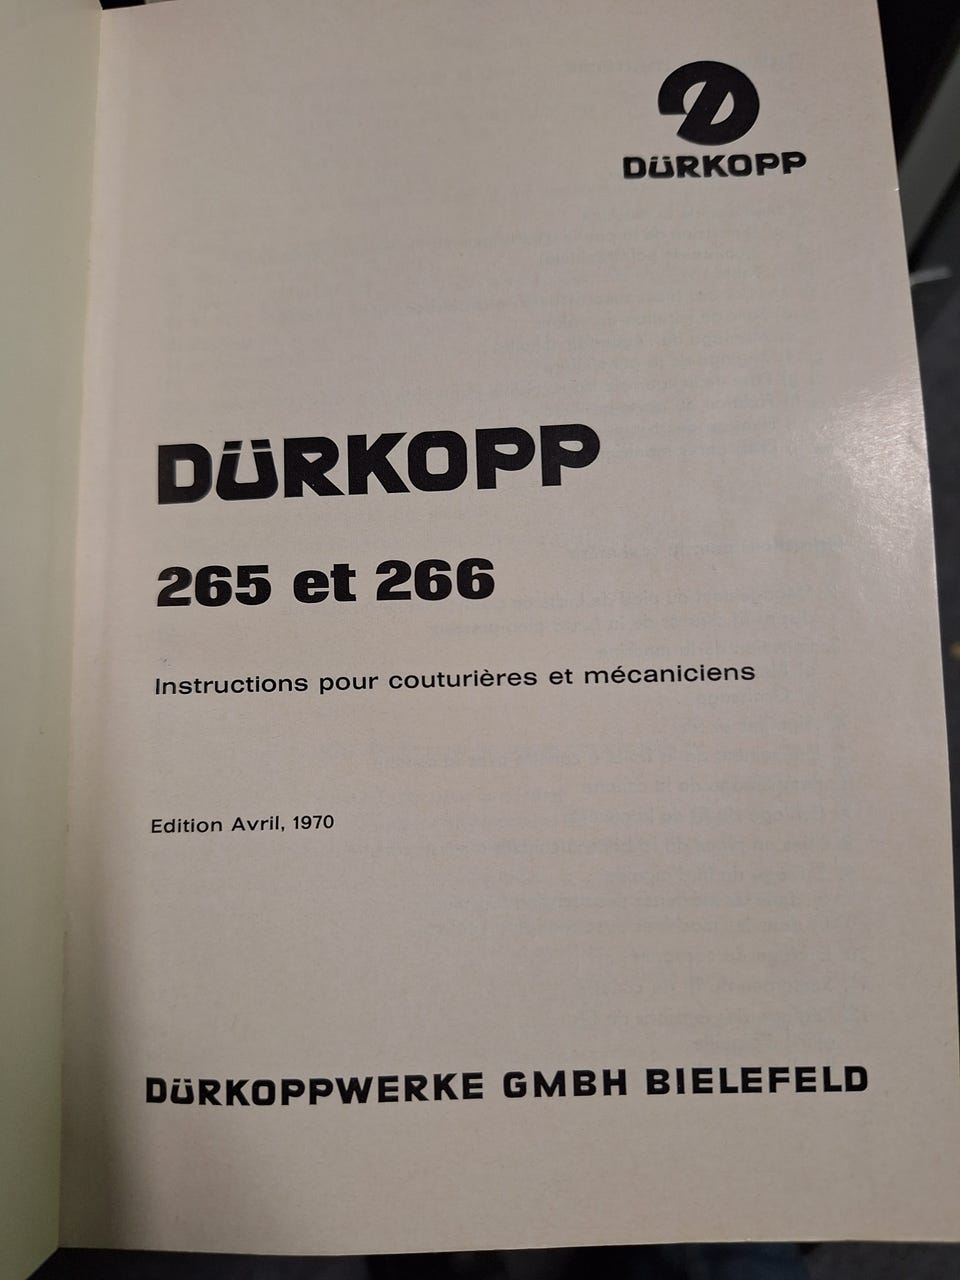 DÜRKOPP
DÜRKOPP
265 et 266
Instructions pour couturières et mécaniciens
Edition Avril, 1970
DÜRKOPPWERKE GMBH BIELEFELD